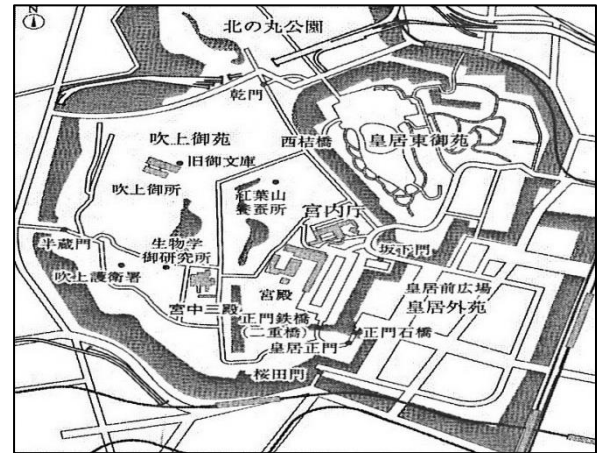 N
北の丸公園
乾門
吹上御苑
西桔橋
皇居東御苑
旧御文庫
吹上御所
紅葉山
養蚕所
宮内庁
半蔵門
生物学
御研究所
坂下門
吹上護衛署
宮殿
皇居前広場
皇居外苑
宮中三殿
正門鉄橋
(二重橋)
正門石橋
皇居正門
桜田門